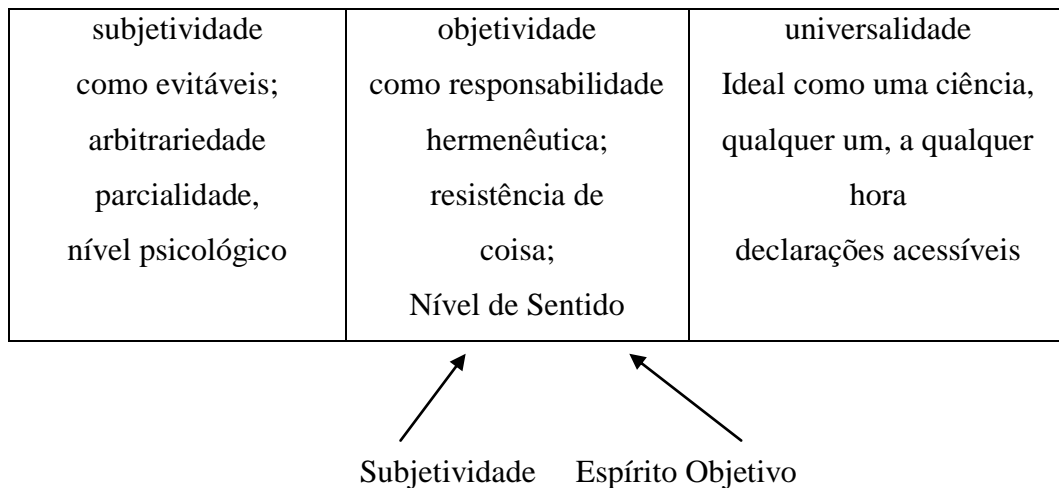 subjetividade
como evitáveis;
arbitrariedade
parcialidade,
nível psicológico
objetividade
como responsabilidade
hermenêutica;
resistência de
coisa;
Nível de Sentido
universalidade
Ideal como uma ciência,
qualquer um, a qualquer
hora
declarações acessíveis
Subjetividade
Espírito Objetivo